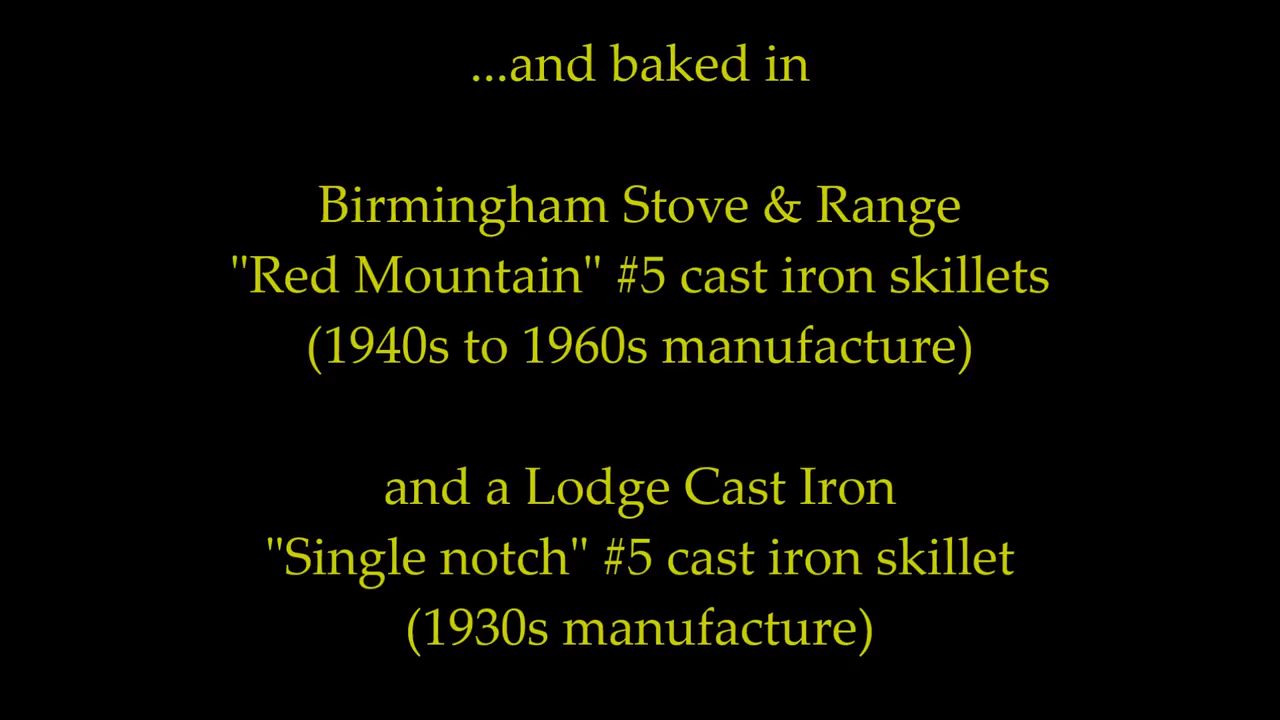 ...and baked in
Birmingham Stove & Range
"Red Mountain" #5 cast iron skillets
(1940s to 1960s manufacture)
and a Lodge Cast Iron
"Single notch" #5 cast iron skillet
(1930s manufacture)